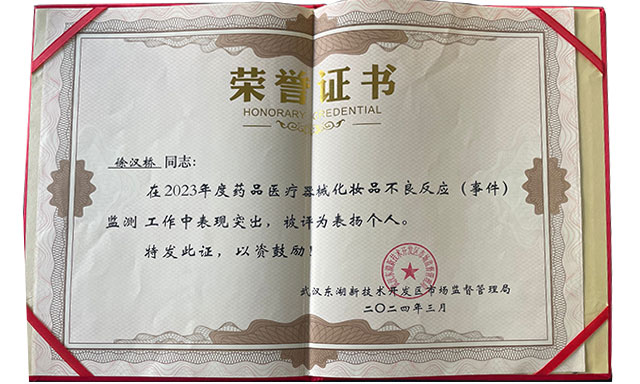 荣誉证书
HONORARY CREDENTIAL
徐汉桥 同志:
在2023年度药品医疗器械化妆品不良反应（事件）
监测工作中表现突出，被评为表扬个人。
特发此证，以资鼓励！
武汉东湖新技术开发区市场监督管理局
二〇二四年三月